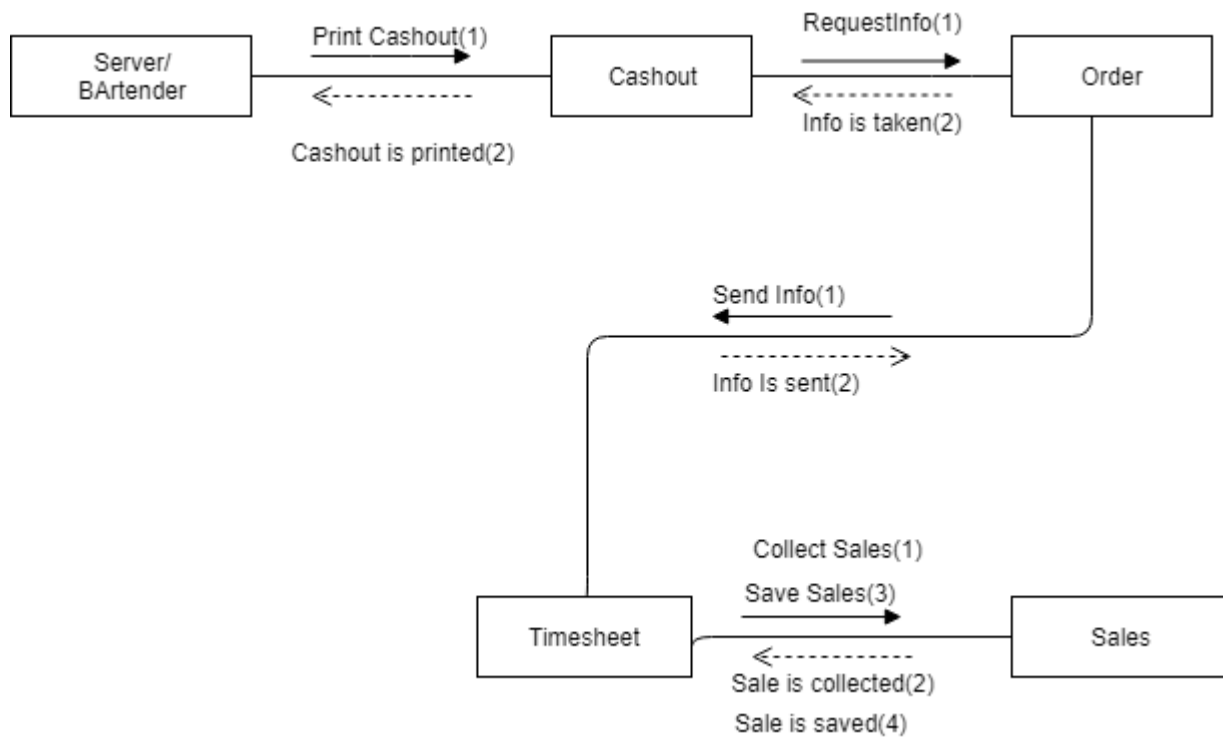 Print Cashout(1)
RequestInfo(1)
Server/
BArtender
Cashout
Order
Info is taken(2)
Cashout is printed(2)
Send Info(1)
Info Is sent(2)
Collect Sales(1)
Save Sales(3)
Timesheet
Sales
Sale is collected(2)
Sale is saved(4)